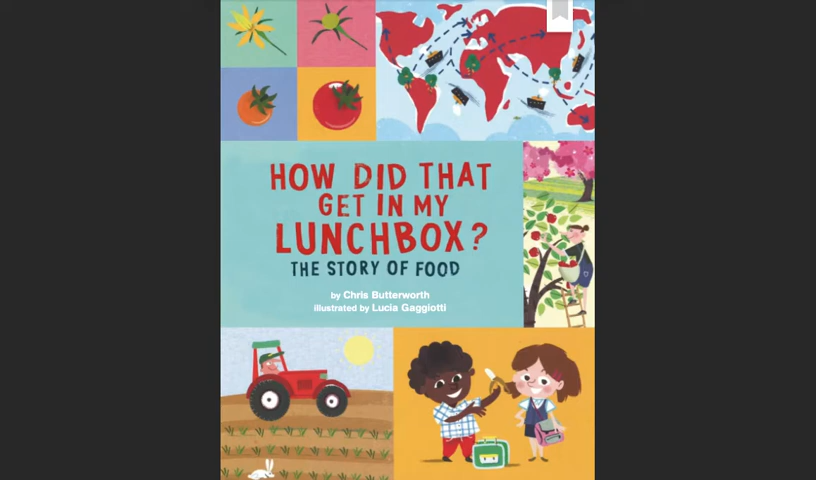 HOW DID THAT
GET IN MY
LUNCHBOX?
THE STORY OF FOOD
by Chris Butterworth
illustrated by Lucia Gaggiotti